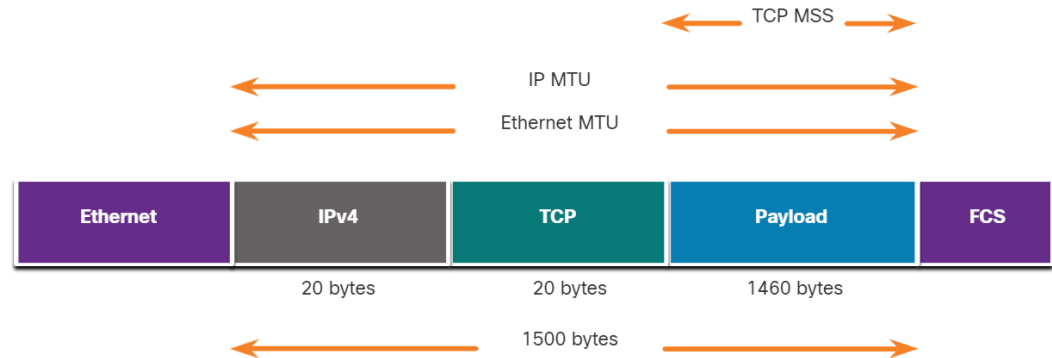 TCP MSS
IP MTU
Ethernet MTU
Ethernet IPv4 TCP Payload FCS
20 bytes 20 bytes 1460 bytes
1500 bytes